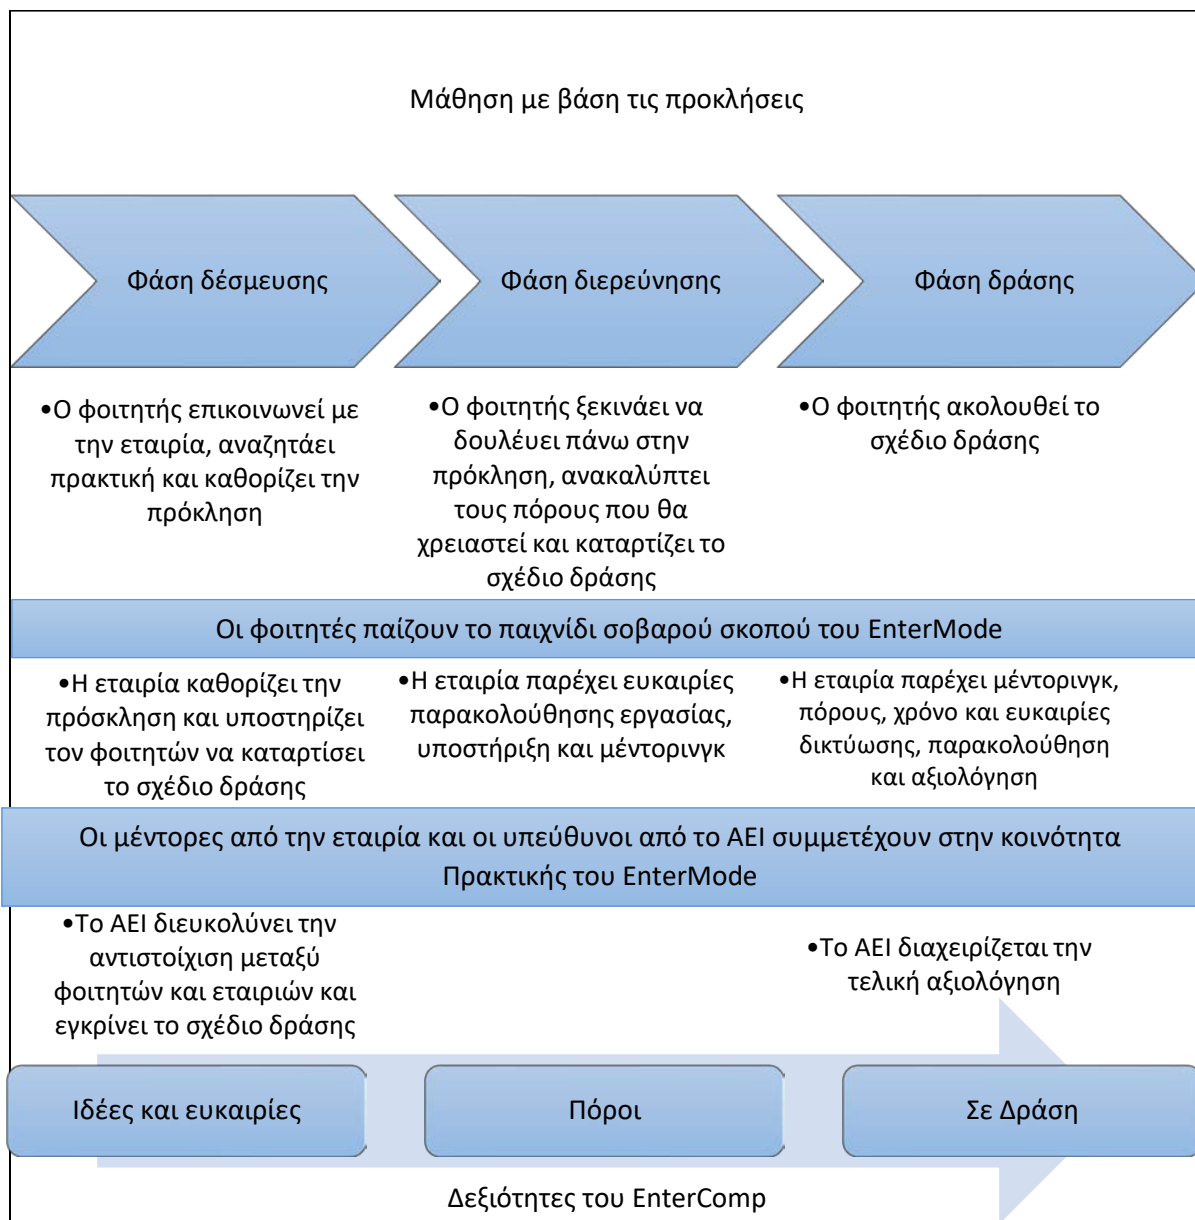 Μάθηση με βάση τις προκλήσεις
Φάση δέσμευσης
Φάση διερεύνησης
Φάση δράσης
•Ο φοιτητής επικοινωνεί με
την εταιρία, αναζητάει
πρακτική και καθορίζει την
πρόκληση
•Ο φοιτητής ξεκινάει να
δουλέυει πάνω στην
πρόκληση, ανακαλύπτει
τους πόρους που θα
χρειαστεί και καταρτίζει το
σχέδιο δράσης
•Ο φοιτητής ακολουθεί το
σχέδιο δράσης
Οι φοιτητές παίζουν το παιχνίδι σοβαρού σκοπού του EnterMode
•Η εταιρία καθορίζει την
πρόσκληση και υποστηρίζει
τον φοιτητών να καταρτίσει
το σχέδιο δράσης
•Η εταιρία παρέχει ευκαιρίες
παρακολούθησης εργασίας,
υποστήριξη και μέντορινγκ
•Η εταιρία παρέχει μέντορινγκ,
πόρους, χρόνο και ευκαιρίες
δικτύωσης, παρακολούθηση
και αξιολόγηση
Οι μέντορες από την εταιρία και οι υπεύθυνοι από το ΑΕΙ συμμετέχουν στην κοινότητα
Πρακτικής του EnterMode
•Το ΑΕΙ διευκολύνει την
αντιστοίχιση μεταξύ
φοιτητών και εταιριών και
εγκρίνει το σχέδιο δράσης
•Το ΑΕΙ διαχειρίζεται την
τελική αξιολόγηση
Ιδέες και ευκαιρίες
Πόροι
Σε Δράση
Δεξιότητες του EnterComp